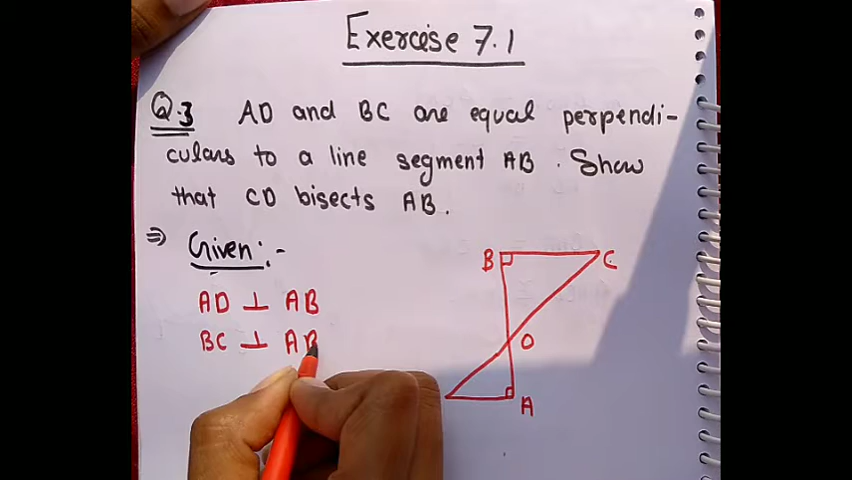 Exercise 7.1
Q.3 AD and BC are equal perpendi-
culars to a line segment AB. Show
that CD bisects AB.
⇒ Given:-
AD ⊥ AB
BC ⊥ AB
B C
O
A